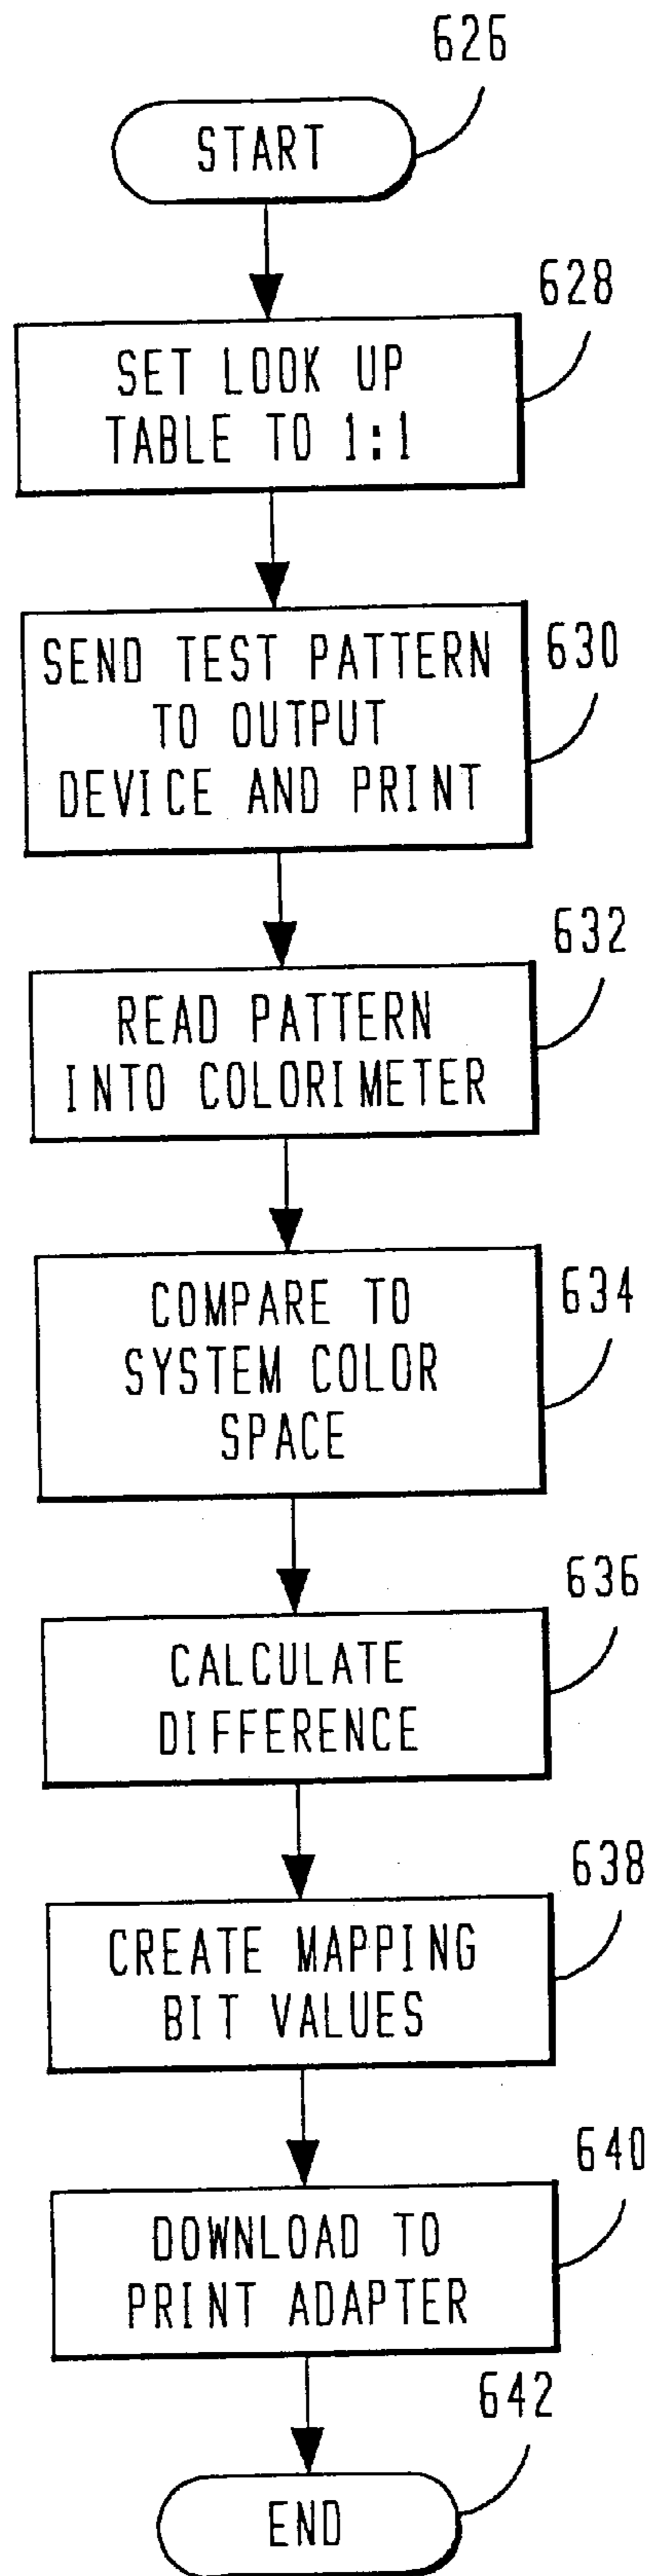 626
START
628
SET LOOK UP
TABLE TO 1:1
630
SEND TEST PATTERN
TO OUTPUT
DEVICE AND PRINT
632
READ PATTERN
INTO COLORIMETER
634
COMPARE TO
SYSTEM COLOR
SPACE
636
CALCULATE
DIFFERENCE
638
CREATE MAPPING
BIT VALUES
640
DOWNLOAD TO
PRINT ADAPTER
642
END